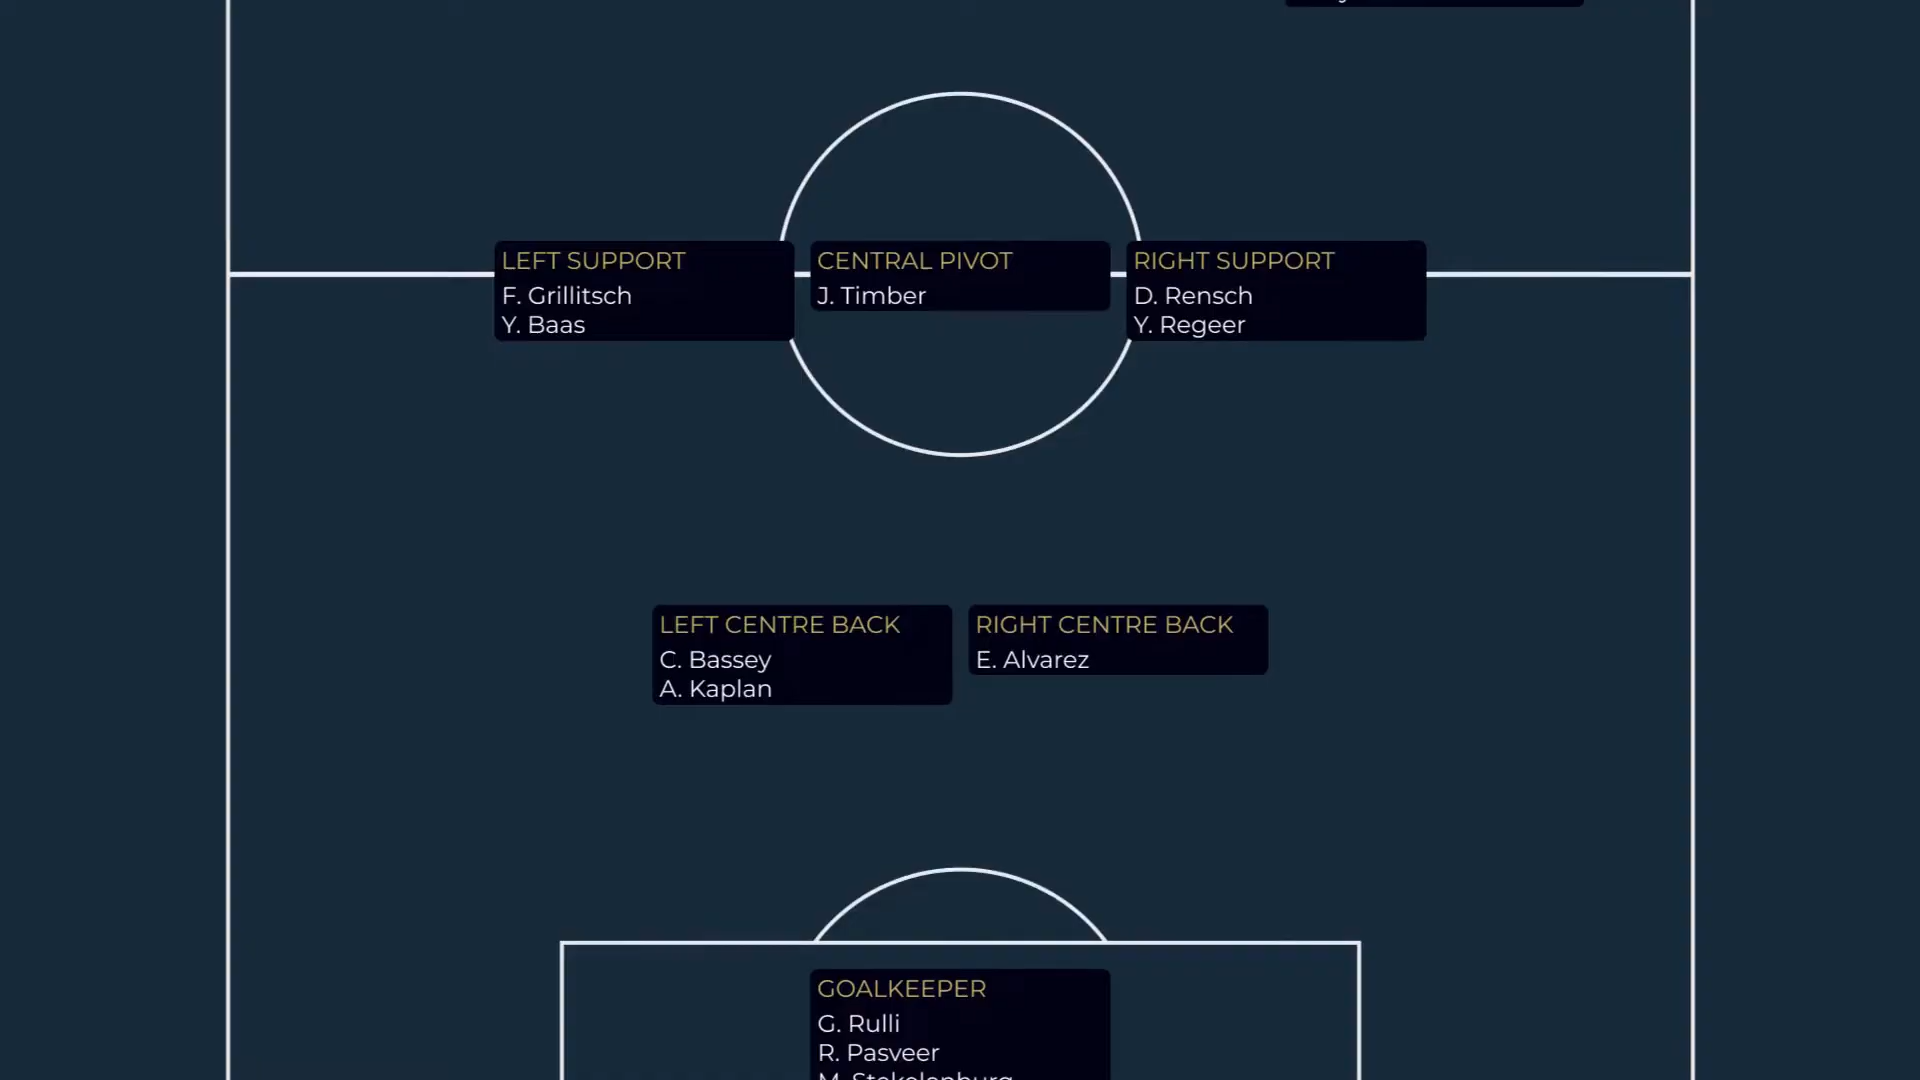 LEFT SUPPORT
F. Grillitsch
Y. Baas
CENTRAL PIVOT
J. Timber
RIGHT SUPPORT
D. Rensch
Y. Regeer
LEFT CENTRE BACK
C. Bassey
A. Kaplan
RIGHT CENTRE BACK
E. Alvarez
GOALKEEPER
G. Rulli
R. Pasveer
M. Stekelenburg